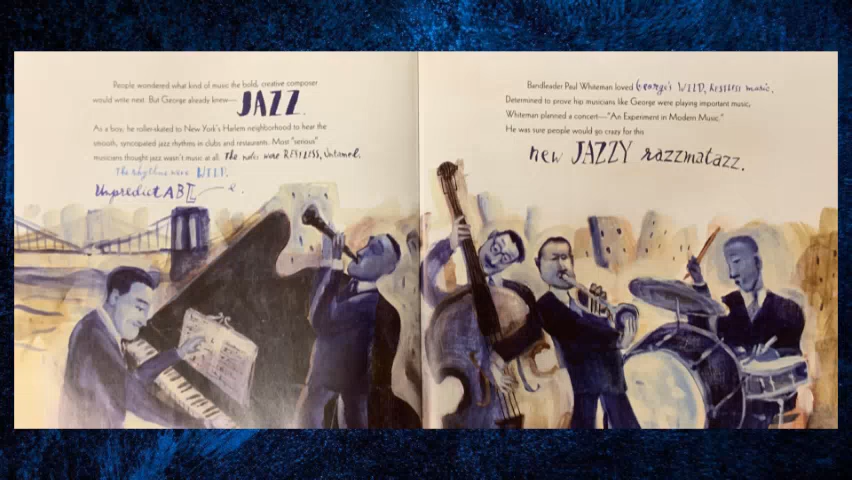 People wondered what kind of music the bold, creative composer
would write next. But George already knew—JAZZ.
As a boy, he roller-skated to New York's Harlem neighborhood to hear the
smooth, syncopated jazz rhythms in clubs and restaurants. Most "serious"
musicians thought jazz wasn't music at all. The notes were RESTLESS, Untamed.
The rhythms were WILD.
UnpredictABLe.
Bandleader Paul Whiteman loved George's WILD, RESTLESS music.
Determined to prove hip musicians like George were playing important music,
Whiteman planned a concert—"An Experiment in Modern Music."
He was sure people would go crazy for this
new JAZZY razzmatazz.